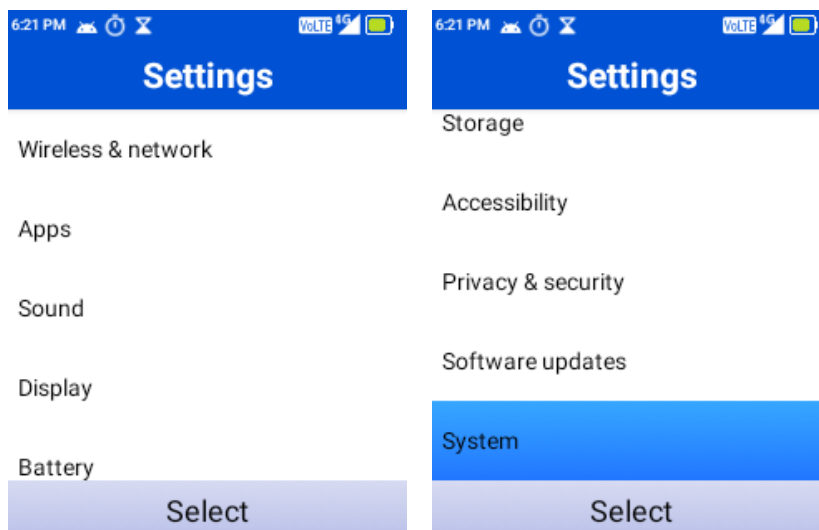 6:21 PM VoLTE 4G
Settings
Wireless & network
Apps
Sound
Display
Battery
Select
6:21 PM VoLTE 4G
Settings
Storage
Accessibility
Privacy & security
Software updates
System
Select